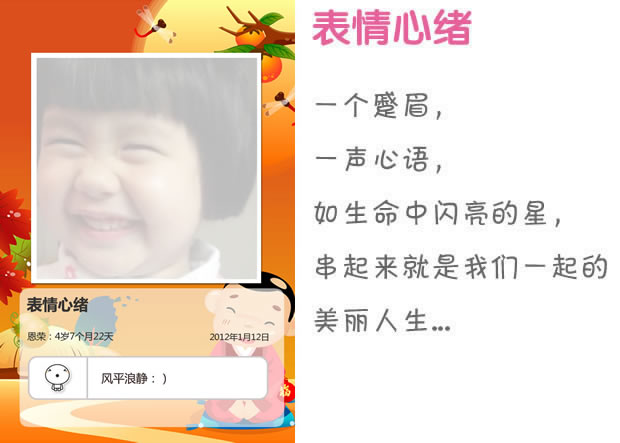 表情心绪
恩荣：4岁7个月22天
2012年1月12日
风平浪静：）
表情心绪
一个蹙眉，
一声心语，
如生命中闪亮的星，
串起来就是我们一起的
美丽人生...